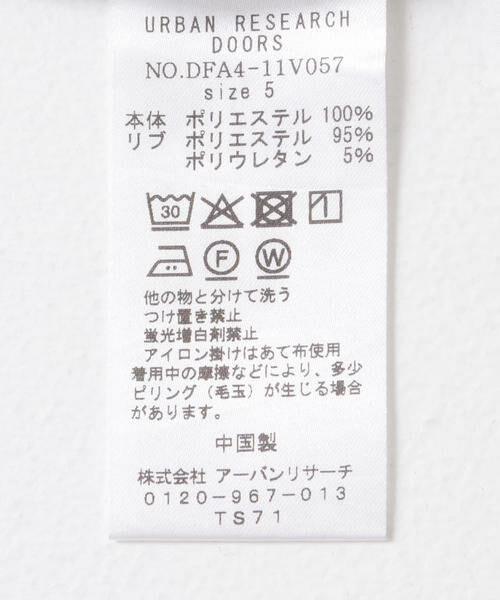 URBAN RESEARCH
DOORS
NO.DFA4-11V057
size 5
本体 ポリエステル 100%
リブ ポリエステル 95%
ポリウレタン 5%
30
F W
他の物と分けて洗う
つけ置き禁止
蛍光増白剤禁止
アイロン掛けはあて布使用
着用中の摩擦などにより、多少
ピリング（毛玉）が生じる場合
があります。
中国製
株式会社 アーバンリサーチ
0120-967-013
TS71